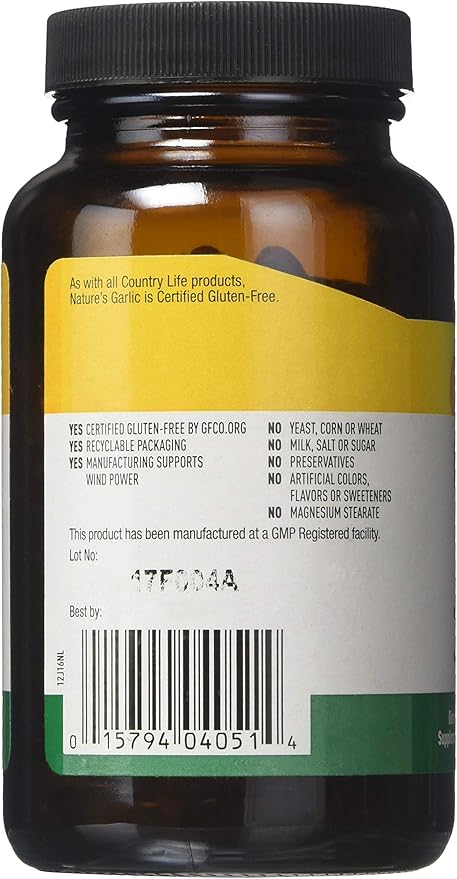 As with all Country Life products,
Nature's Garlic is Certified Gluten-Free.
YES CERTIFIED GLUTEN-FREE BY GFCO.ORG
YES RECYCLABLE PACKAGING
YES MANUFACTURING SUPPORTS
WIND POWER
NO YEAST, CORN OR WHEAT
NO MILK, SALT OR SUGAR
NO PRESERVATIVES
NO ARTIFICIAL COLORS,
FLAVORS OR SWEETENERS
NO MAGNESIUM STEARATE
This product has been manufactured at a GMP Registered facility.
Lot No:
17F004A
Best by:
12J16NL
0 15794 04051 4